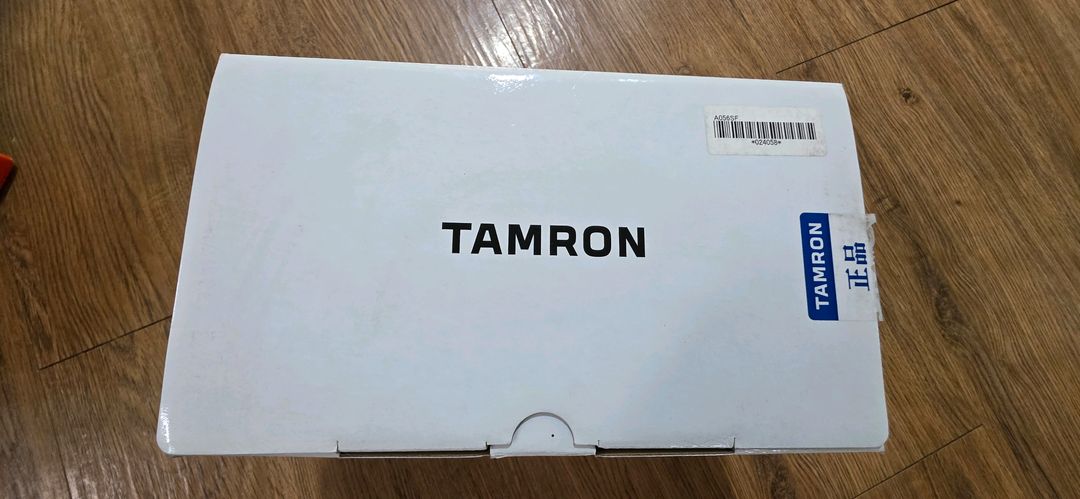 A056SF
*024058*
TAMRON
TAMRON
正品